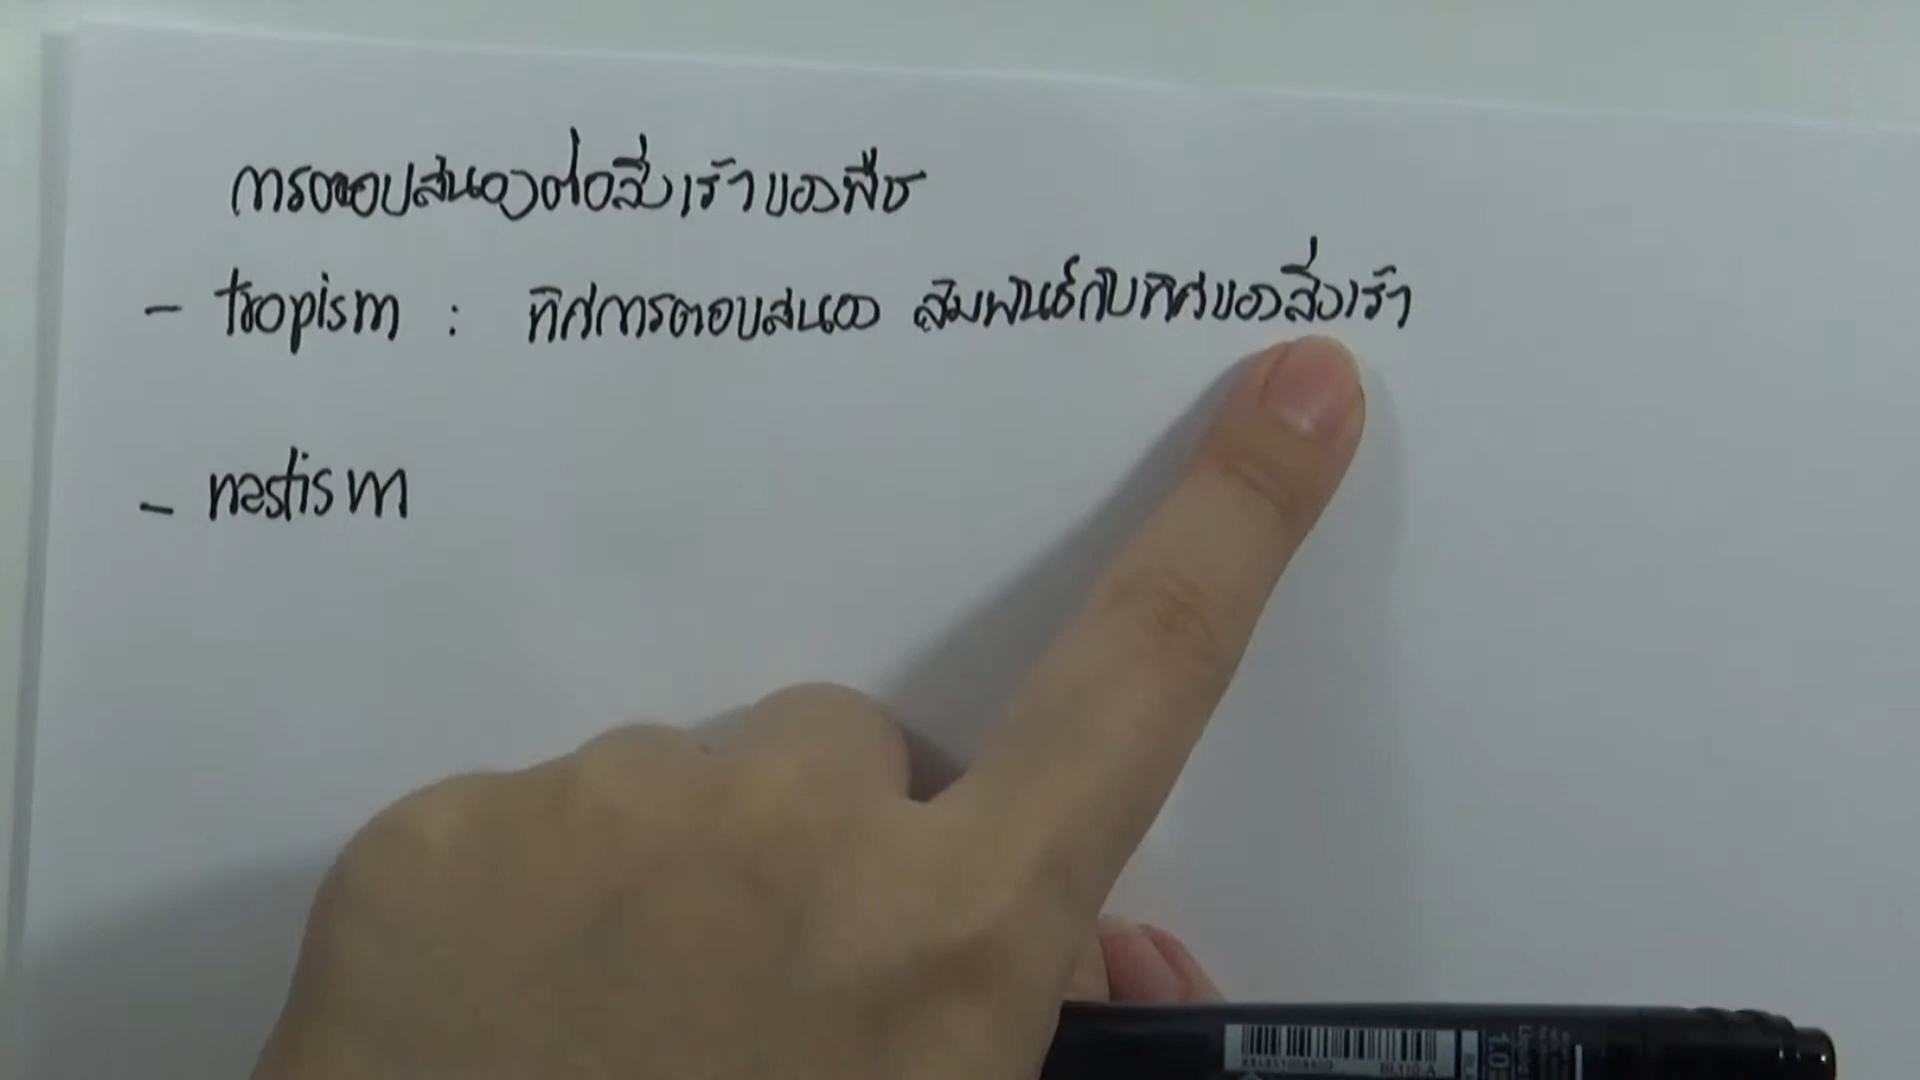 การตอบสนองต่อสิ่งเร้าของพืช
- tropism : ทิศการตอบสนอง สัมพันธ์กับทิศของสิ่งเร้า
- nastism
1.0